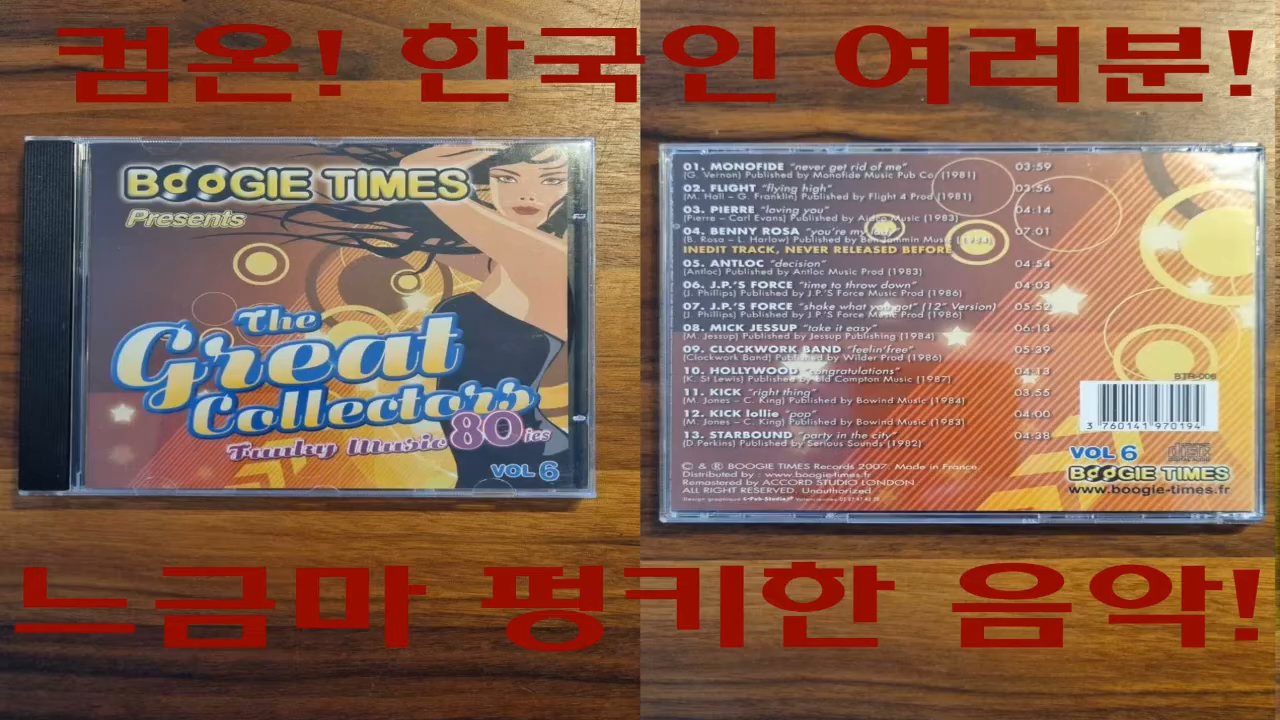 컴온! 한국인 여러분!
BOOGIE TIMES
Presents
The
Great
Collectors
Funky Music 80ies
VOL 6
01. MONOFIDE "never get rid of me" 03:59
(G. Vernon) Published by Monofide Music Pub Co (1981)
02. FLIGHT "flying high" 03:56
(M. Hall – G. Franklin) Published by Flight 4 Prod (1981)
03. PIERRE "loving you" 04:14
(Pierre – Carl Evans) Published by Music (1983)
04. BENNY ROSA "you're my lady" 07:01
(B. Rosa – L. Harlow) Published by Ben Jammin Music (1984)
INEDIT TRACK, NEVER RELEASED BEFORE
05. ANTLOC "decision" 04:54
(Antloc) Published by Antloc Music Prod (1983)
06. J.P.'S FORCE "time to throw down" 04:03
(J. Phillips) Published by J.P.'S Force Music Prod (1986)
07. J.P.'S FORCE "shake what you got" (12" Version) 05:52
(J. Phillips) Published by J.P.'S Force Music Prod (1986)
08. MICK JESSUP "take it easy" 06:13
(M. Jessup) Published by Jessup Publishing (1984)
09. CLOCKWORK BAND "feelin'free" 05:39
(Clockwork Band) Published by Wilder Prod (1986)
10. HOLLYWOOD "congratulations" 04:13
(K. St Lewis) Published by Old Compton Music (1987)
11. KICK "right thing" 03:55
(M. Jones – C. King) Published by Bowind Music (1984)
12. KICK lollie "pop" 04:00
(M. Jones – C. King) Published by Bowind Music (1983)
13. STARBOUND "party in the city" 04:38
(D.Perkins) Published by Serious Sounds (1982)
© & ® BOOGIE TIMES Records 2007. Made in France.
Distributed by : www.boogie-times.fr
Remastered by ACCORD STUDIO LONDON
ALL RIGHT RESERVED. Unauthorized
Design graphique
BTR-006
3 760141 970194
VOL 6
BOOGIE TIMES
www.boogie-times.fr
느금마 펑키한 음악!